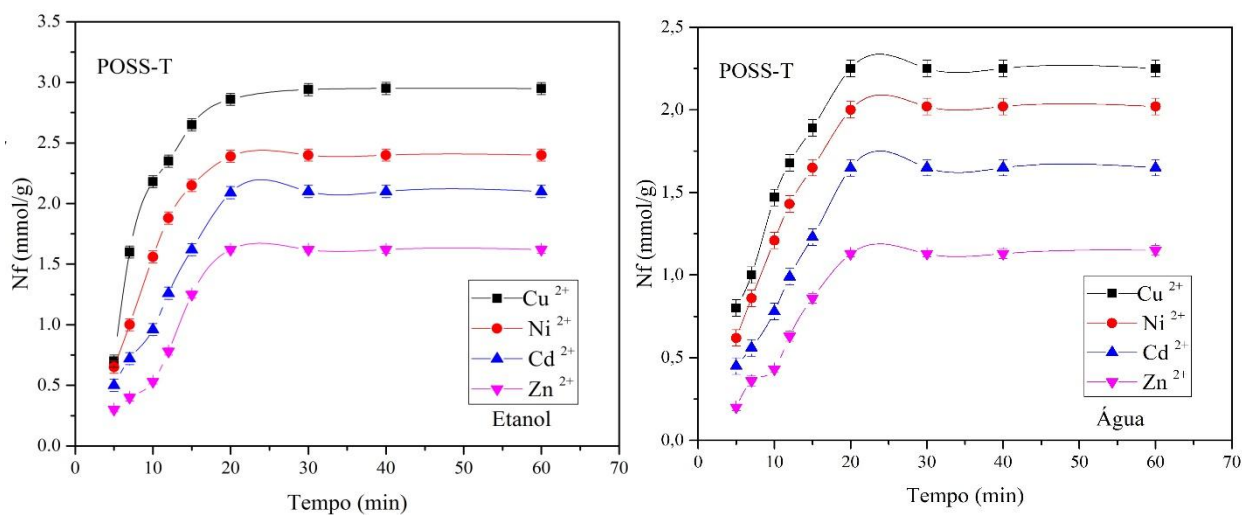 POSS-T
Nf (mmol/g)
3.5
3.0
2.5
2.0
1.5
1.0
0.5
0.0
0 10 20 30 40 50 60 70
Tempo (min)
Cu 2+
Ni 2+
Cd 2+
Zn 2+
Etanol
POSS-T
Nf (mmol/g)
2,5
2,0
1,5
1,0
0,5
0,0
0 10 20 30 40 50 60 70
Tempo (min)
Cu 2+
Ni 2+
Cd 2+
Zn 2+
Água